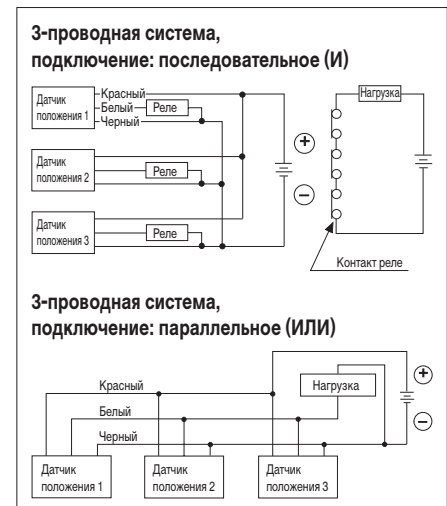 3-проводная система,
подключение: последовательное (И)
Датчик
положения 1
Красный
Белый
Черный
Реле
Датчик
положения 2
Реле
Датчик
положения 3
Реле
+
−
Нагрузка
Контакт реле
3-проводная система,
подключение: параллельное (ИЛИ)
Красный
Белый
Черный
Нагрузка
+
−
Датчик
положения 1
Датчик
положения 2
Датчик
положения 3